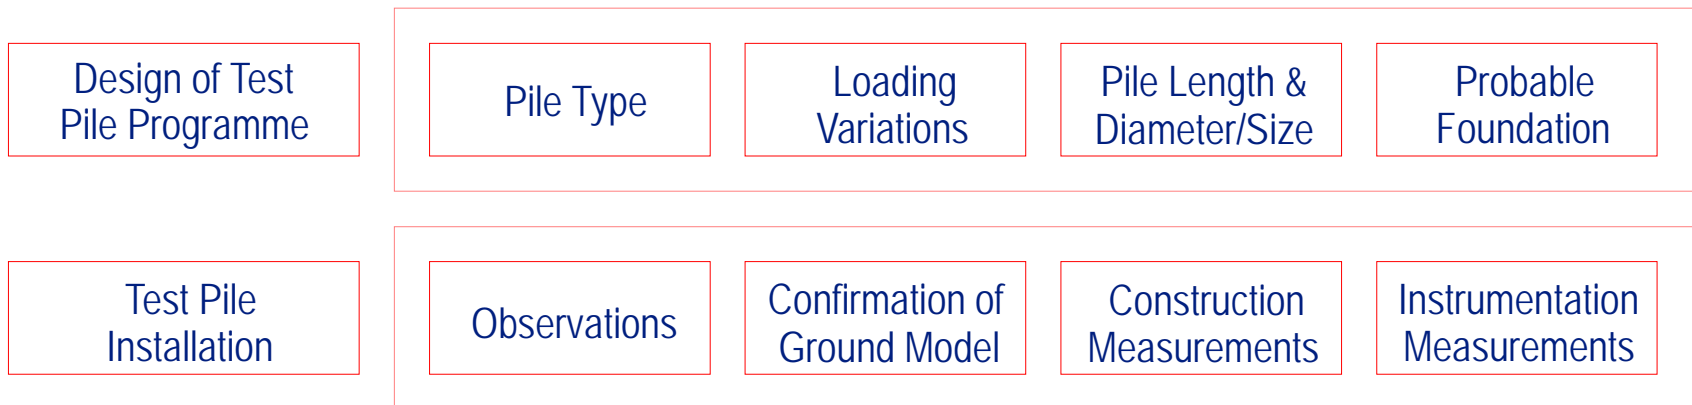 Design of Test
Pile Programme
Pile Type
Loading
Variations
Pile Length &
Diameter/Size
Probable
Foundation
Test Pile
Installation
Observations
Confirmation of
Ground Model
Construction
Measurements
Instrumentation
Measurements